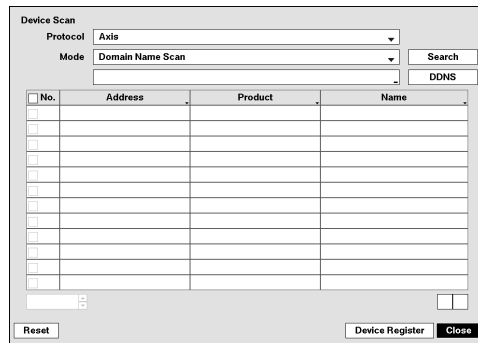 Device Scan
Protocol Axis
Mode Domain Name Scan Search
DDNS
No. Address Product Name
Reset Device Register Close